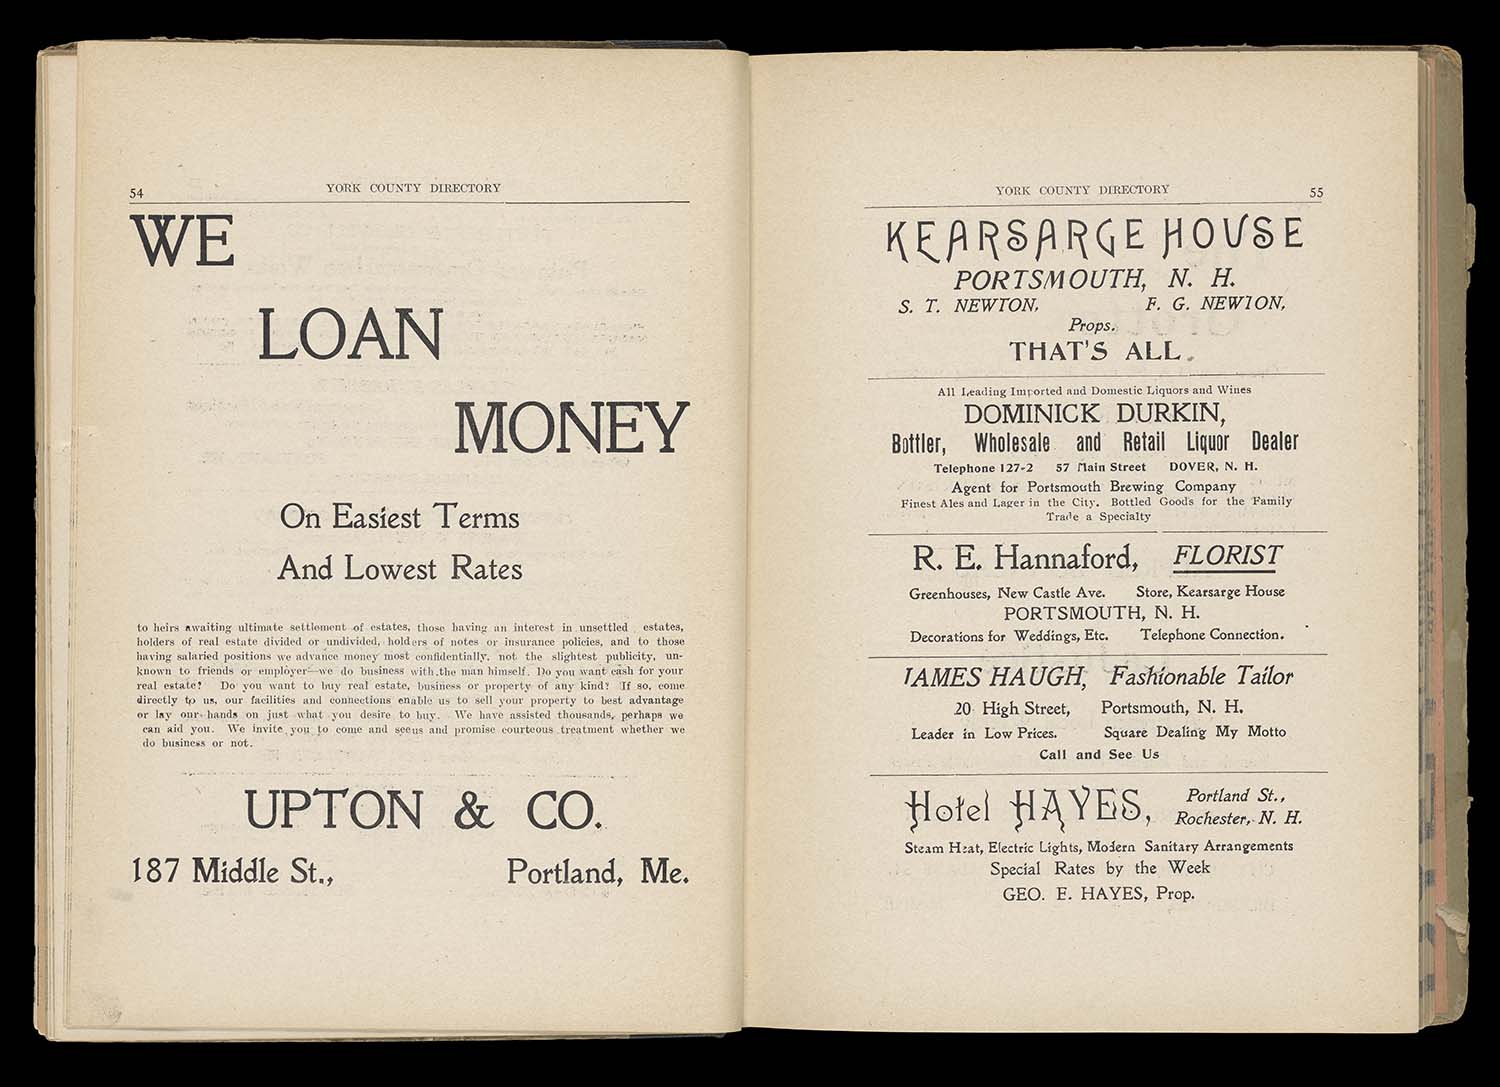 54
YORK COUNTY DIRECTORY
WE
LOAN
MONEY
On Easiest Terms
And Lowest Rates
to heirs awaiting ultimate settlement of estates, those having an interest in unsettled estates,
holders of real estate divided or undivided, holders of notes or insurance policies, and to those
having salaried positions we advance money most confidentially, not the slightest publicity, un-
known to friends or employer—we do business with the man himself. Do you want cash for your
real estate? Do you want to buy real estate, business or property of any kind? If so, come
directly to us, our facilities and connections enable us to sell your property to best advantage
or lay our hands on just what you desire to buy. We have assisted thousands, perhaps we
can aid you. We invite you to come and see us and promise courteous treatment whether we
do business or not.
UPTON & CO.
187 Middle St., Portland, Me.
YORK COUNTY DIRECTORY
55
KEARSARGE HOUSE
PORTSMOUTH, N. H.
S. T. NEWTON, F. G. NEWTON,
Props.
THAT'S ALL.
All Leading Imported and Domestic Liquors and Wines
DOMINICK DURKIN,
Bottler, Wholesale and Retail Liquor Dealer
Telephone 127-2 57 Main Street DOVER, N. H.
Agent for Portsmouth Brewing Company
Finest Ales and Lager in the City. Bottled Goods for the Family
Trade a Specialty
R. E. Hannaford, FLORIST
Greenhouses, New Castle Ave. Store, Kearsarge House
PORTSMOUTH, N. H.
Decorations for Weddings, Etc. Telephone Connection.
JAMES HAUGH, Fashionable Tailor
20 High Street, Portsmouth, N. H.
Leader in Low Prices. Square Dealing My Motto
Call and See Us
Hotel HAYES, Portland St.,
Rochester, N. H.
Steam Heat, Electric Lights, Modern Sanitary Arrangements
Special Rates by the Week
GEO. E. HAYES, Prop.